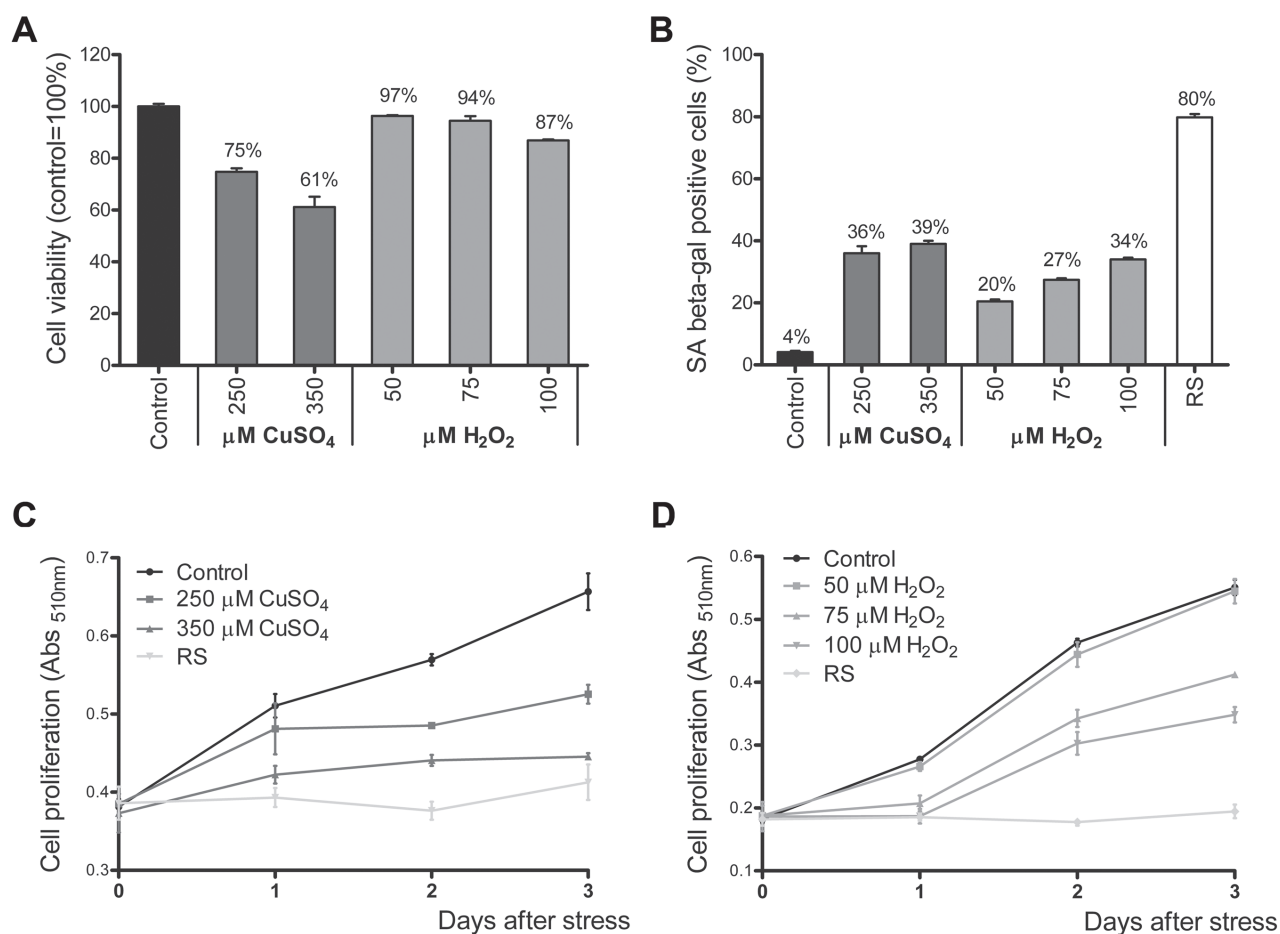 A
Cell viability (control=100%)
120
100
80
60
40
20
0
75%
61%
97%
94%
87%
Control
250
350
50
75
100
μM CuSO4
μM H2O2
B
SA beta-gal positive cells (%)
100
80
60
40
20
0
4%
36%
39%
20%
27%
34%
80%
Control
250
350
50
75
100
RS
μM CuSO4
μM H2O2
C
Cell proliferation (Abs 510nm)
0.7
0.6
0.5
0.4
0.3
Control
250 μM CuSO4
350 μM CuSO4
RS
0
1
2
3
Days after stress
D
Cell proliferation (Abs 510nm)
0.6
0.5
0.4
0.3
0.2
0.1
Control
50 μM H2O2
75 μM H2O2
100 μM H2O2
RS
0
1
2
3
Days after stress